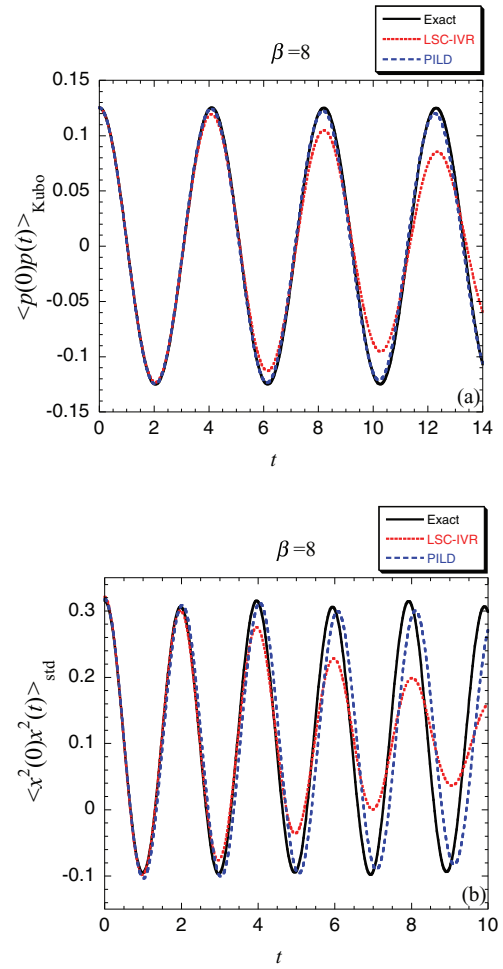 β=8
Exact
LSC-IVR
PILD
0.15
0.1
0.05
0
-0.05
-0.1
-0.15
<p(0)p(t)>Kubo
0 2 4 6 8 10 12 14
(a)
t
β=8
Exact
LSC-IVR
PILD
0.3
0.2
0.1
0
-0.1
<x²(0)x²(t)>std
0 2 4 6 8 10
(b)
t